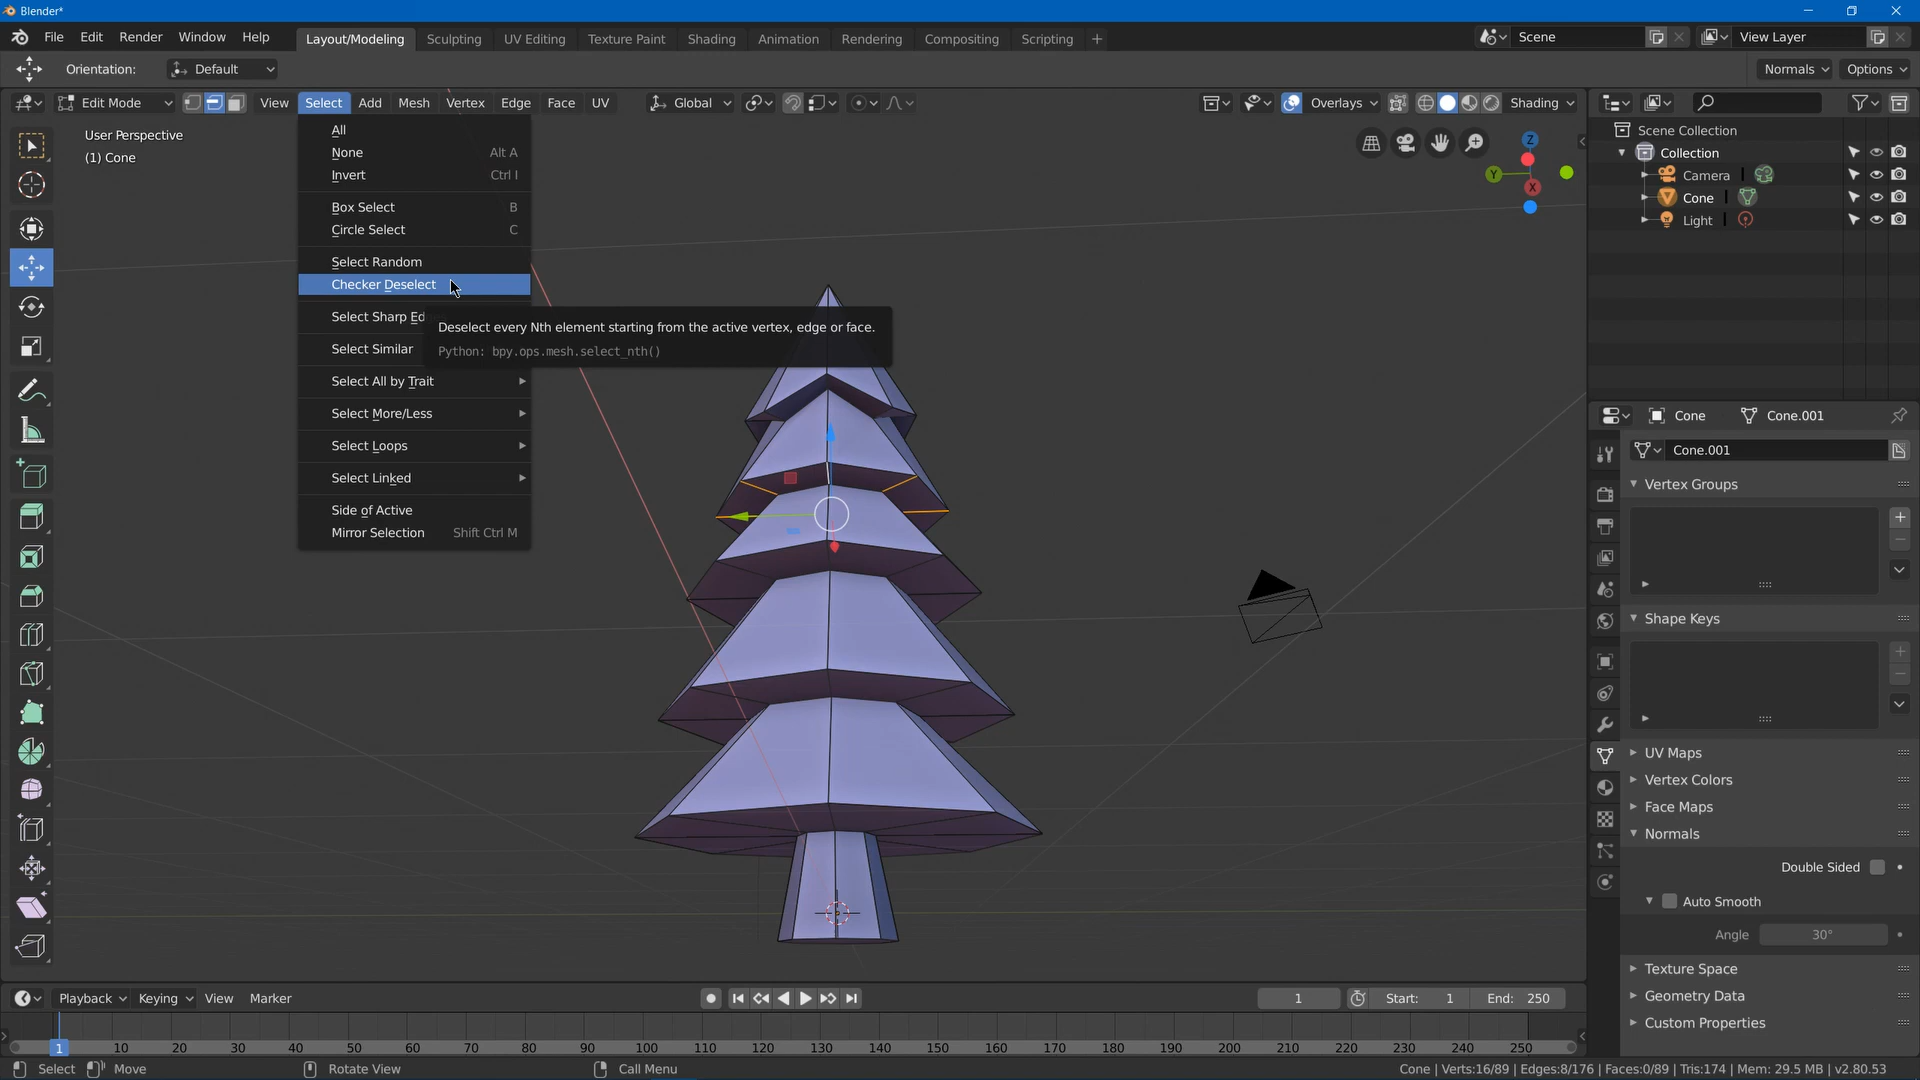 Blender*
File Edit Render Window Help
Layout/Modeling Sculpting UV Editing Texture Paint Shading Animation Rendering Compositing Scripting +
Scene
View Layer
Orientation: Default
Normals Options
Edit Mode View Select Add Mesh Vertex Edge Face UV Global
Overlays Shading
User Perspective
(1) Cone
All
None Alt A
Invert Ctrl I
Box Select B
Circle Select C
Select Random
Checker Deselect
Select Sharp Ed
Select Similar
Select All by Trait
Select More/Less
Select Loops
Select Linked
Side of Active
Mirror Selection Shift Ctrl M
Deselect every Nth element starting from the active vertex, edge or face.
Python: bpy.ops.mesh.select_nth()
Z
Y
X
Scene Collection
Collection
Camera
Cone
Light
Cone Cone.001
Cone.001
Vertex Groups
Shape Keys
UV Maps
Vertex Colors
Face Maps
Normals
Double Sided
Auto Smooth
Angle 30°
Texture Space
Geometry Data
Custom Properties
Playback Keying View Marker
1 Start: 1 End: 250
1 10 20 30 40 50 60 70 80 90 100 110 120 130 140 150 160 170 180 190 200 210 220 230 240 250
Select Move Rotate View Call Menu
Cone | Verts:16/89 | Edges:8/176 | Faces:0/89 | Tris:174 | Mem: 29.5 MB | v2.80.53